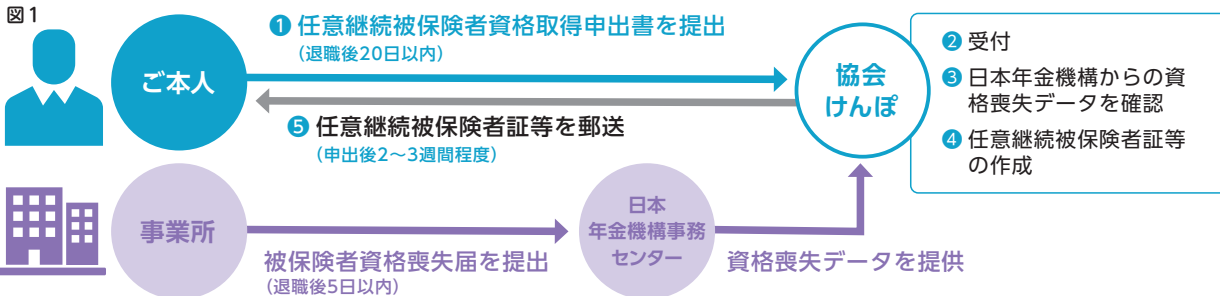 図1
❶ 任意継続被保険者資格取得申出書を提出
(退職後20日以内)
ご本人
協会
けんぽ
❷ 受付
❸ 日本年金機構からの資
格喪失データを確認
❹ 任意継続被保険者証等
の作成
❺ 任意継続被保険者証等を郵送
(申出後2〜3週間程度)
事業所
被保険者資格喪失届を提出
(退職後5日以内)
日本
年金機構事務
センター
資格喪失データを提供